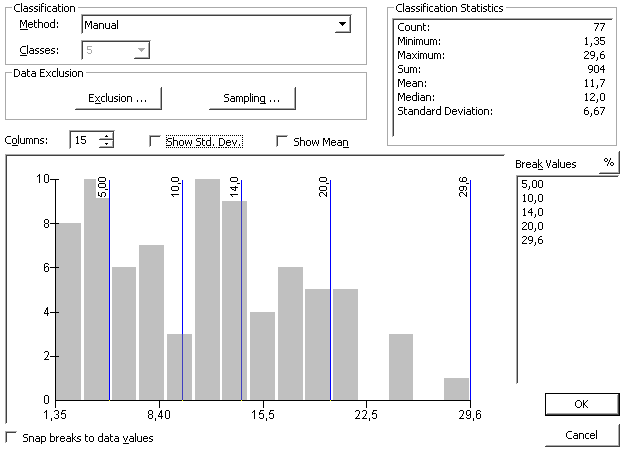 Classification
Method: Manual
Classes: 5
Data Exclusion
Exclusion ...
Sampling ...
Classification Statistics
Count: 77
Minimum: 1,35
Maximum: 29,6
Sum: 904
Mean: 11,7
Median: 12,0
Standard Deviation: 6,67
Columns: 15
Show Std. Dev.
Show Mean
Break Values
%
5,00
10,0
14,0
20,0
29,6
10
8
6
4
2
0
5,00
10,0
14,0
20,0
29,6
1,35
8,40
15,5
22,5
29,6
OK
Cancel
Snap breaks to data values